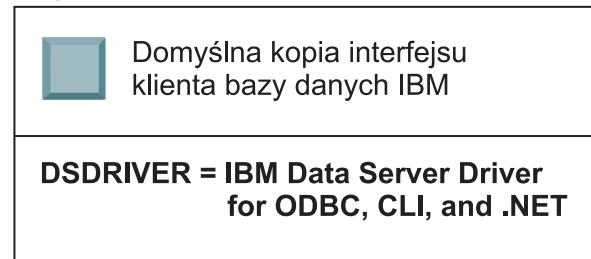 Domyślna kopia interfejsu
klienta bazy danych IBM
DSDRIVER = IBM Data Server Driver
for ODBC, CLI, and .NET